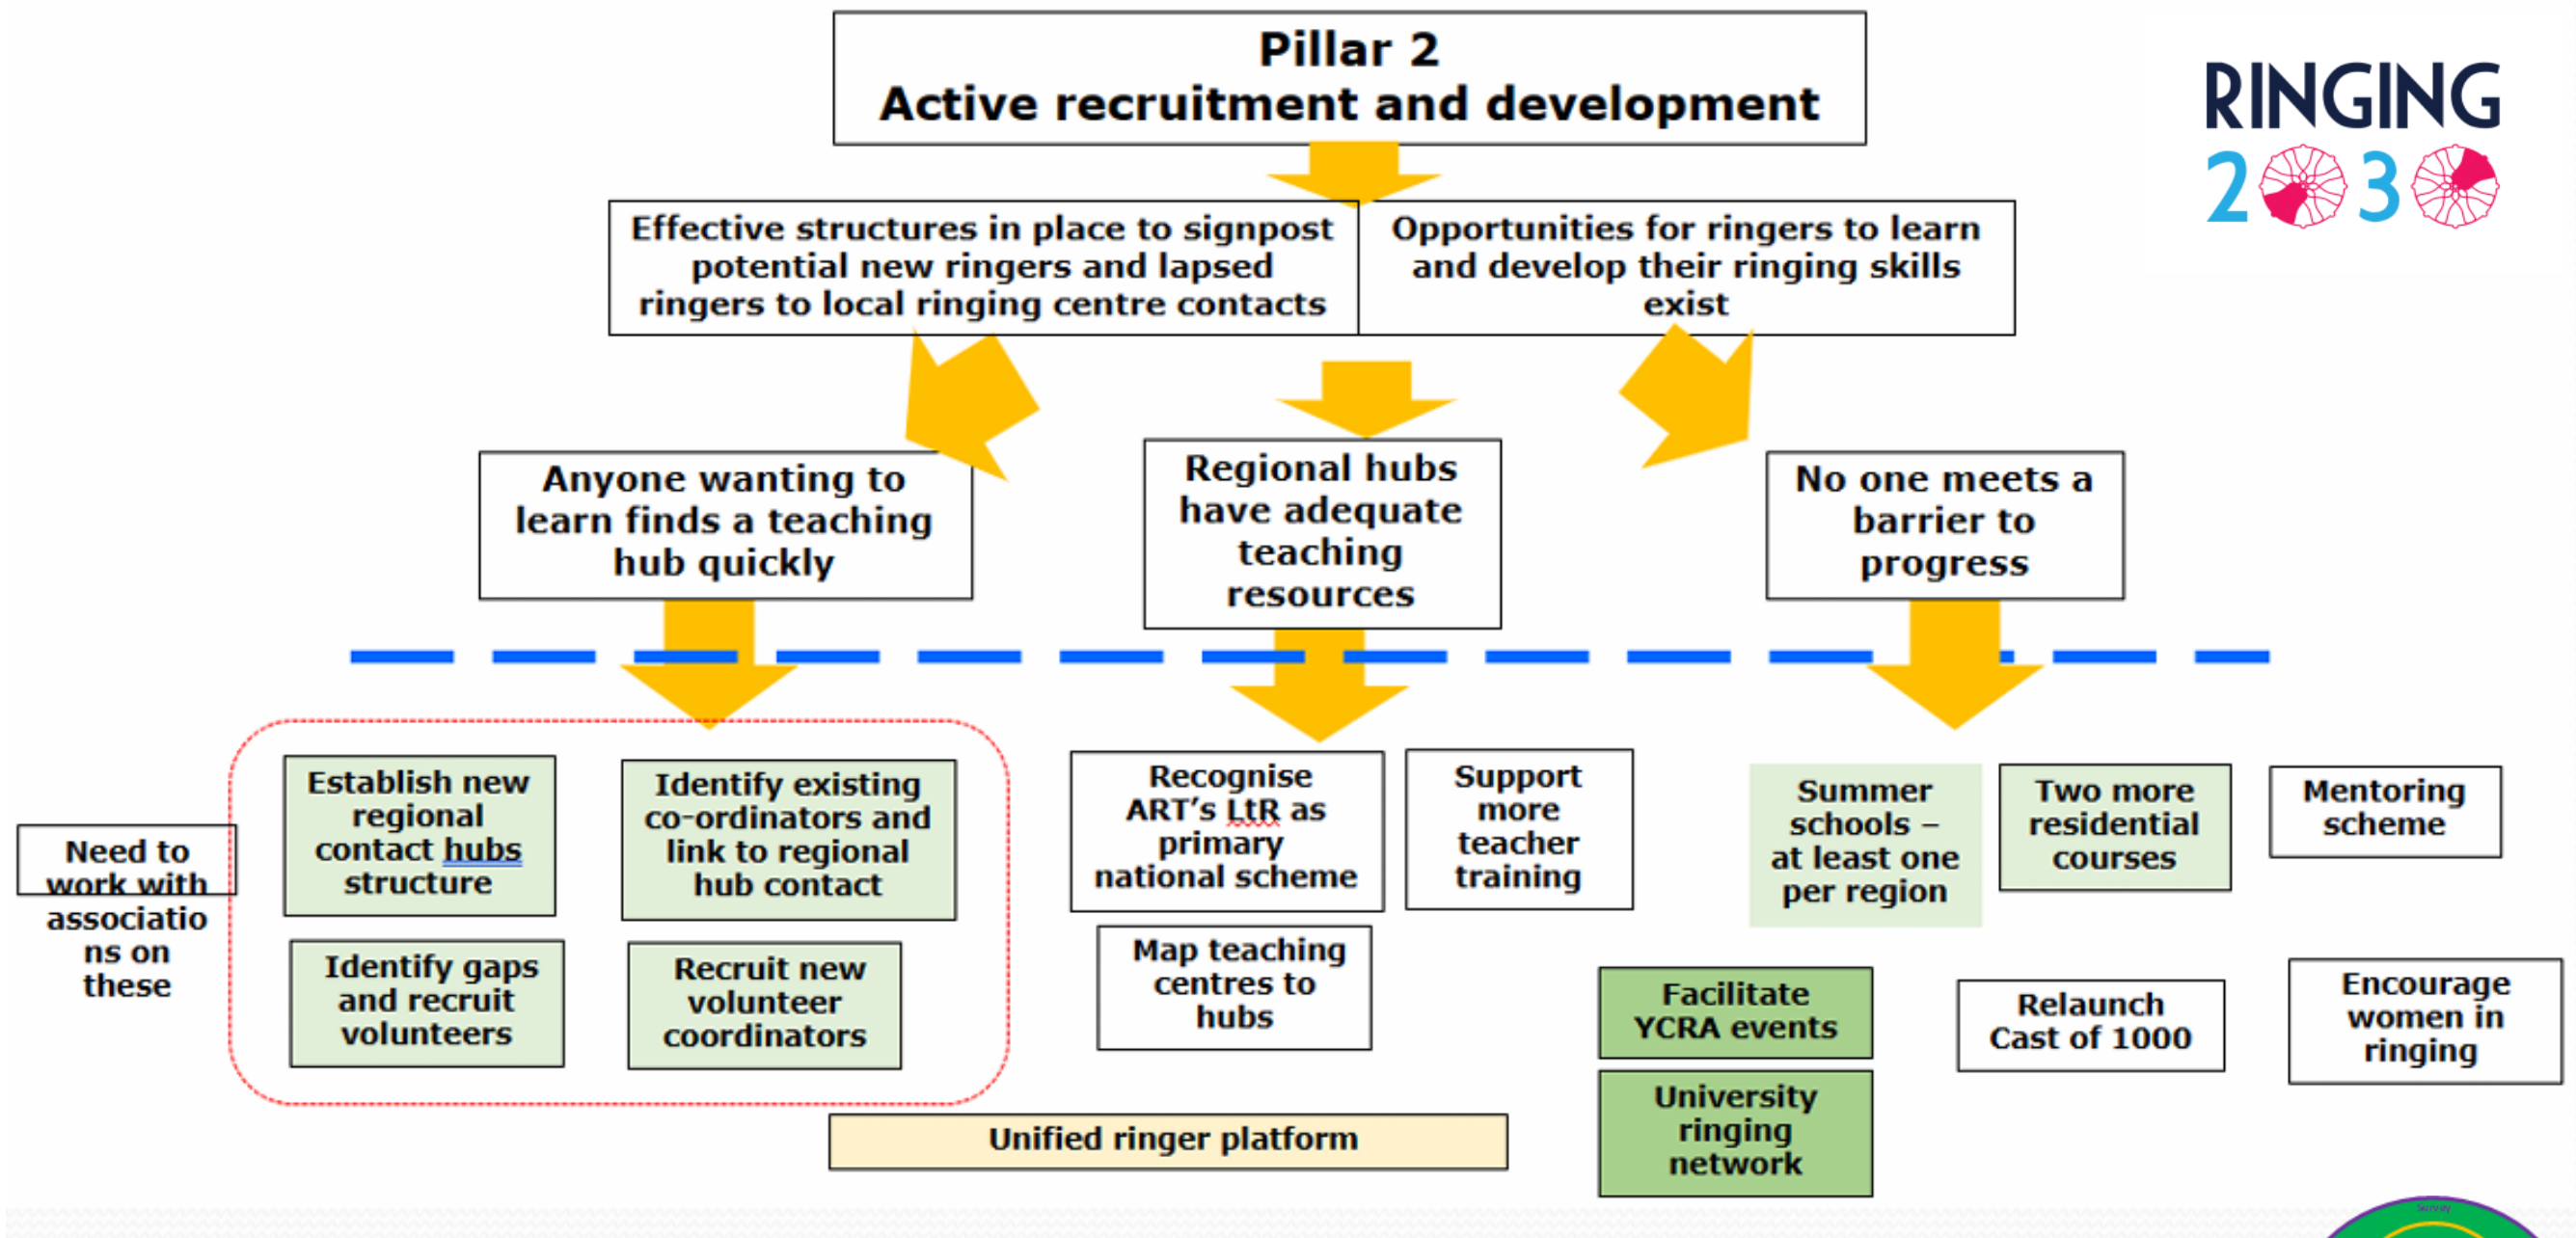 Pillar 2
Active recruitment and development
RINGING
2030
Effective structures in place to signpost
potential new ringers and lapsed
ringers to local ringing centre contacts
Opportunities for ringers to learn
and develop their ringing skills
exist
Anyone wanting to
learn finds a teaching
hub quickly
Regional hubs
have adequate
teaching
resources
No one meets a
barrier to
progress
Need to
work with
associatio
ns on
these
Establish new
regional
contact hubs
structure
Identify existing
co-ordinators and
link to regional
hub contact
Identify gaps
and recruit
volunteers
Recruit new
volunteer
coordinators
Recognise
ART’s LtR as
primary
national scheme
Support
more
teacher
training
Map teaching
centres to
hubs
Summer
schools –
at least one
per region
Two more
residential
courses
Mentoring
scheme
Facilitate
YCRA events
Relaunch
Cast of 1000
Encourage
women in
ringing
University
ringing
network
Unified ringer platform
Survey